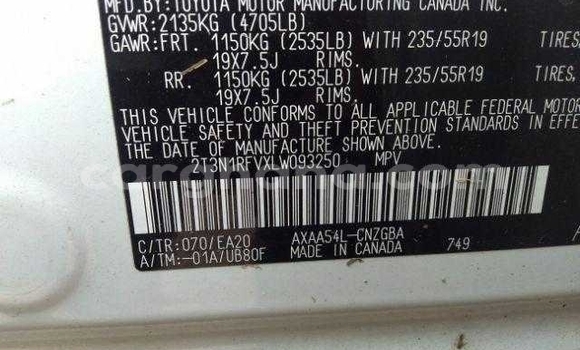 MFD.BY:TOYOTA MOTOR MANUFACTURING CANADA INC.
GVWR:2135KG (4705LB)
GAWR:FRT. 1150KG (2535LB) WITH 235/55R19 TIRES,
19X7.5J RIMS.
RR. 1150KG (2535LB) WITH 235/55R19 TIRES,
19X7.5J RIMS.
THIS VEHICLE CONFORMS TO ALL APPLICABLE FEDERAL MOTOR
VEHICLE SAFETY AND THEFT PREVENTION STANDARDS IN EFFE
THE DATE OF MANUFACTURE SHOWN ABOVE.
2T3N1RFVXLW093250 MPV
carghana.com
C/TR:070/EA20 AXAA54L-CNZGBA
A/TM:-01A/UB80F MADE IN CANADA 749